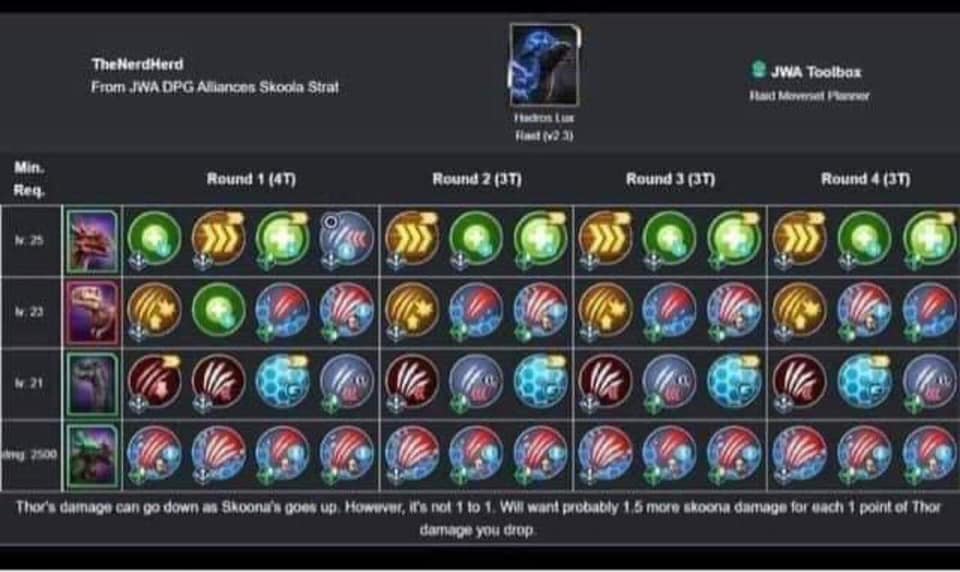 TheNerdHerd
From JWA DPG Alliances Skoola Strat
Hadros Lux
Raid (v2.3)
JWA Toolbox
Raid Moveset Planner
Min.
Req.
Round 1 (4T)
Round 2 (3T)
Round 3 (3T)
Round 4 (3T)
lv. 25
lv. 23
lv. 21
dmg: 2500
Thor's damage can go down as Skoona's goes up. However, it's not 1 to 1. Will want probably 1.5 more skoona damage for each 1 point of Thor
damage you drop.